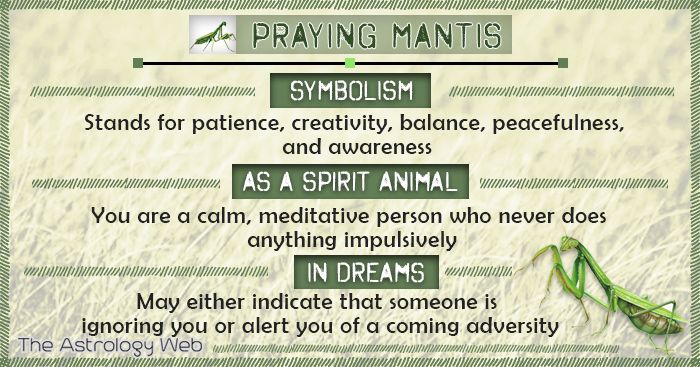 PRAYING MANTIS
SYMBOLISM
Stands for patience, creativity, balance, peacefulness,
and awareness
AS A SPIRIT ANIMAL
You are a calm, meditative person who never does
anything impulsively
IN DREAMS
May either indicate that someone is
ignoring you or alert you of a coming adversity
The Astrology Web